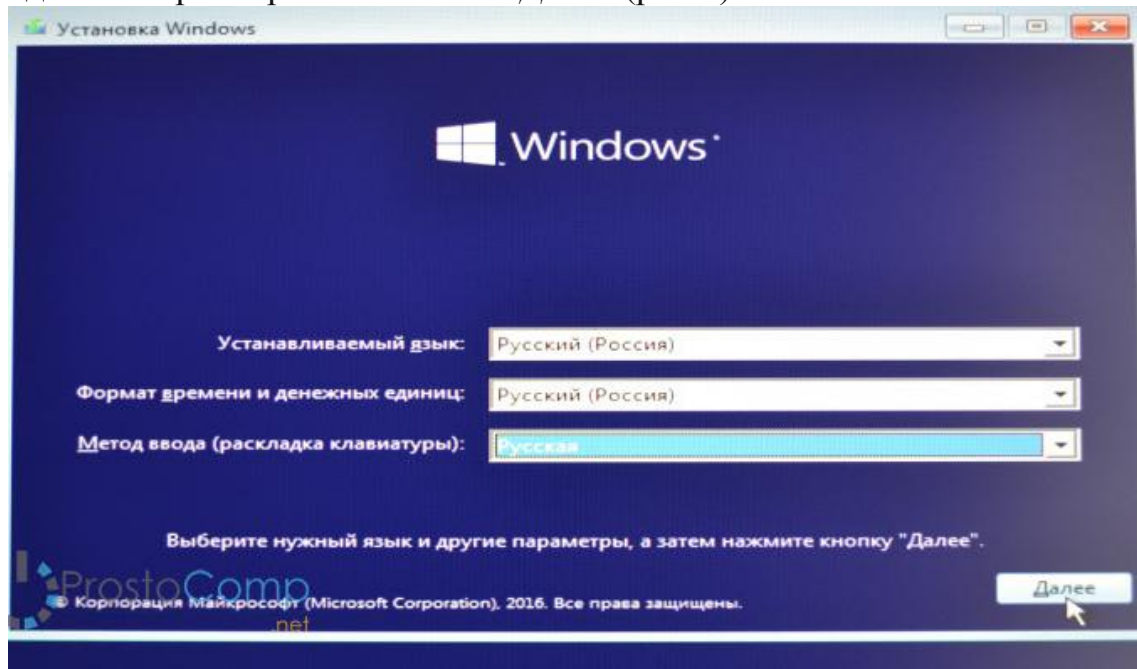 Установка Windows
Windows
Устанавливаемый язык: Русский (Россия)
Формат времени и денежных единиц: Русский (Россия)
Метод ввода (раскладка клавиатуры): Русская
Выберите нужный язык и другие параметры, а затем нажмите кнопку "Далее".
Далее
ProstoComp
.net
© Корпорация Майкрософт (Microsoft Corporation), 2016. Все права защищены.